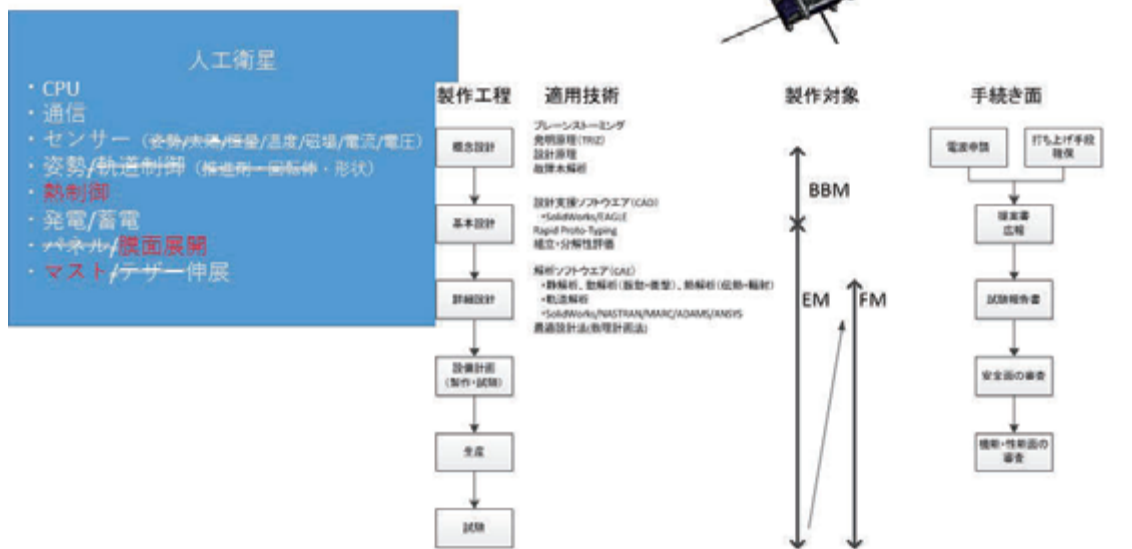 人工衛星
・CPU
・通信
・センサー（姿勢/太陽/恒星/温度/磁場/電流/電圧）
・姿勢/軌道制御（推進剤・回転体・形状）
・熱制御
・発電/蓄電
・パネル/膜面展開
・マスト/テザー伸展
製作工程
適用技術
製作対象
手続き面
概念設計
ブレーンストーミング
発明原理(TRIZ)
設計原理
故障木解析
基本設計
設計支援ソフトウエア(CAD)
・SolidWorks/EAGLE
Rapid Proto-Typing
組立・分解性評価
詳細設計
解析ソフトウエア(CAE)
・静解析、動解析(振動・衝撃)、熱解析(伝熱・輻射)
・軌道解析
・SolidWorks/NASTRAN/MARC/ADAMS/ANSYS
最適設計法(数理計画法)
設備計画
(製作・試験)
生産
試験
BBM
EM
FM
電波申請
打ち上げ手段
確保
提案書
広報
試験報告書
安全面の審査
機能・性能面の
審査